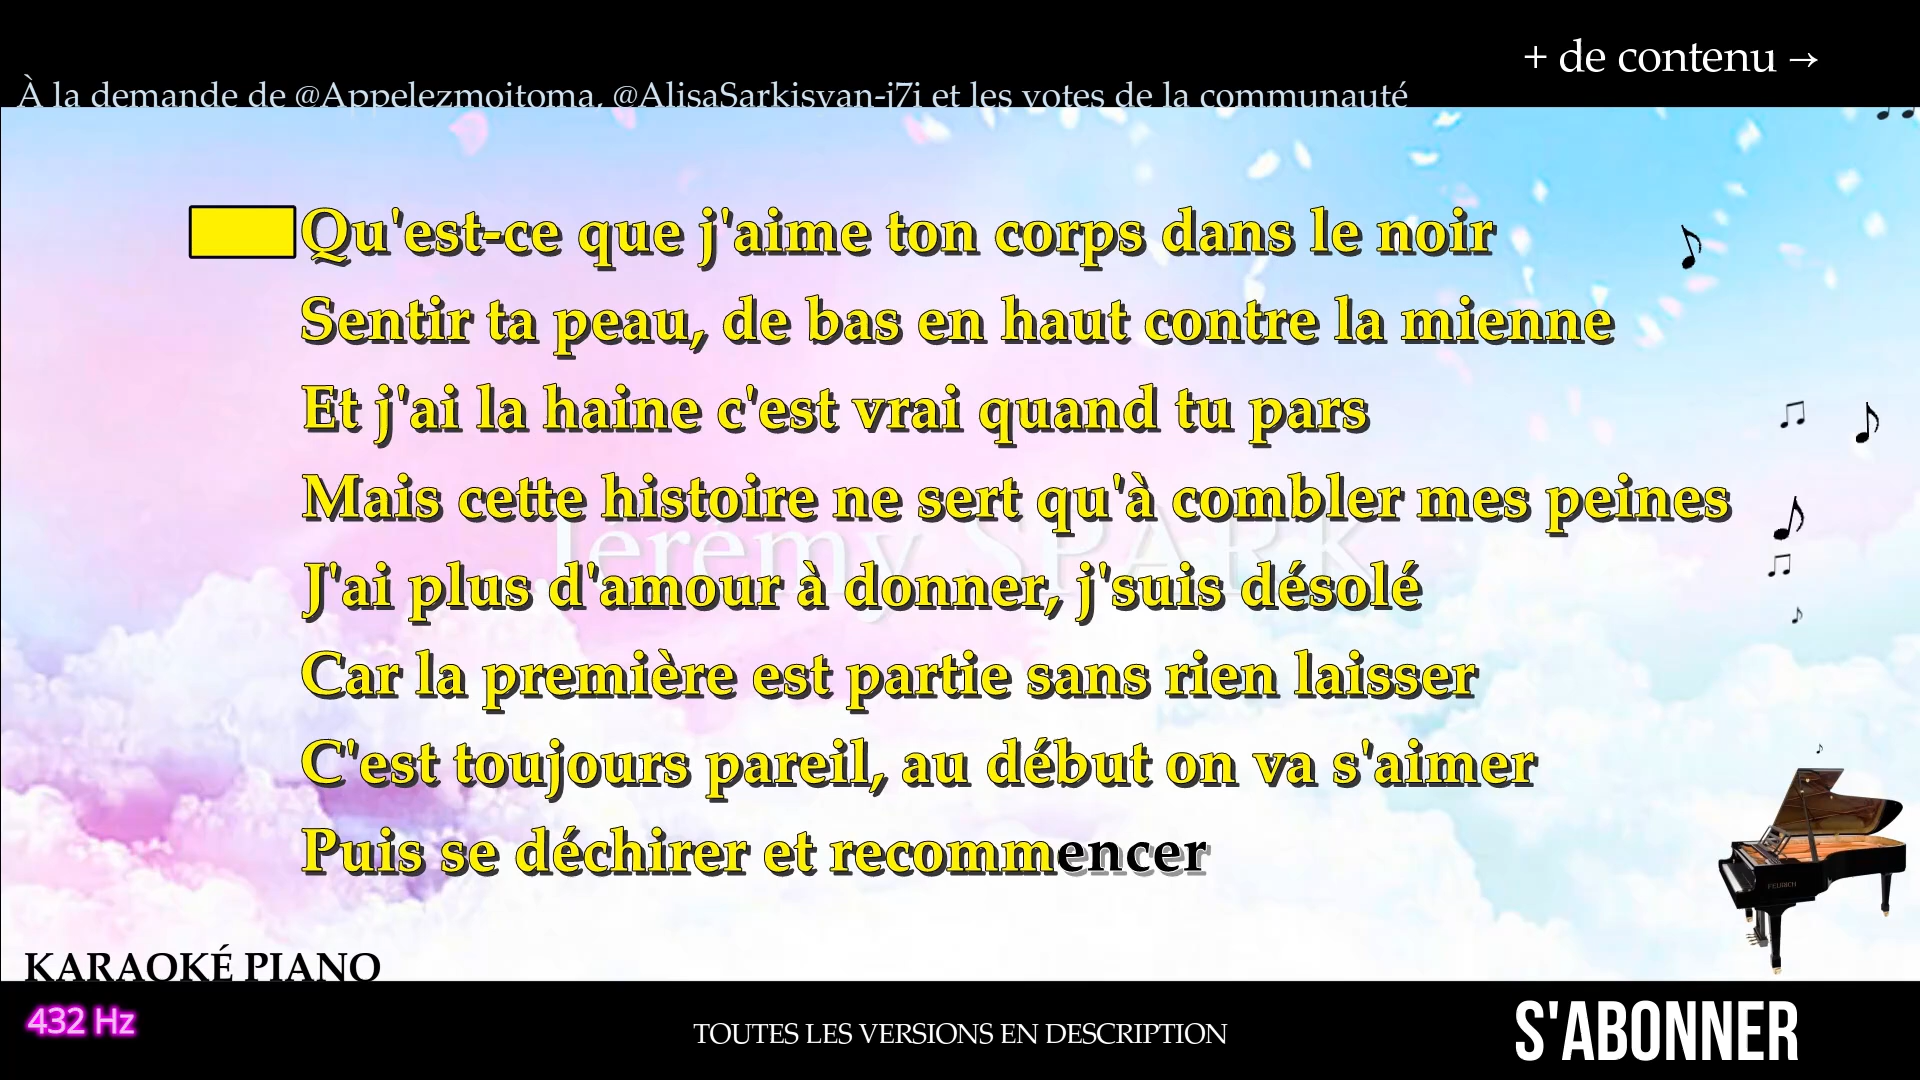 + de contenu →
À la demande de @Appelezmoitoma, @AlisaSarkisyan-j7i et les votes de la communauté
Qu'est-ce que j'aime ton corps dans le noir
Sentir ta peau, de bas en haut contre la mienne
Et j'ai la haine c'est vrai quand tu pars
Mais cette histoire ne sert qu'à combler mes peines
Jérémy SPARK
J'ai plus d'amour à donner, j'suis désolé
Car la première est partie sans rien laisser
C'est toujours pareil, au début on va s'aimer
Puis se déchirer et recommencer
FEURICH
KARAOKÉ PIANO
432 Hz
TOUTES LES VERSIONS EN DESCRIPTION
S'ABONNER